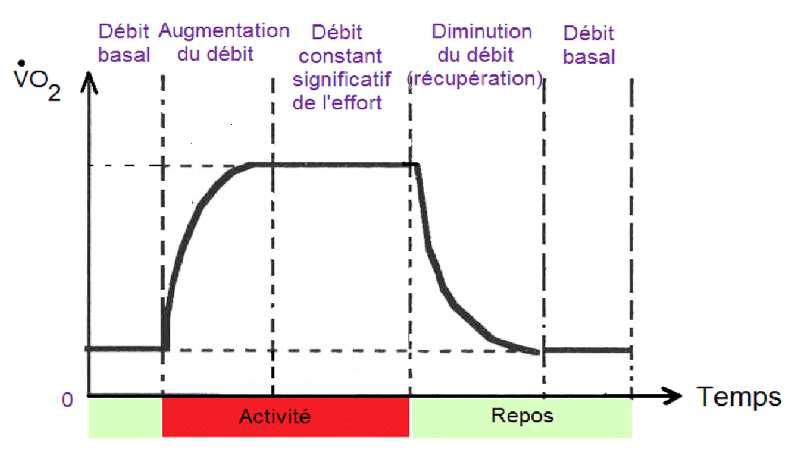 Débit
basal
Augmentation
du débit
Débit
constant
significatif
de l'effort
Diminution
du débit
(récupération)
Débit
basal
V̇O2
0
Temps
Activité
Repos